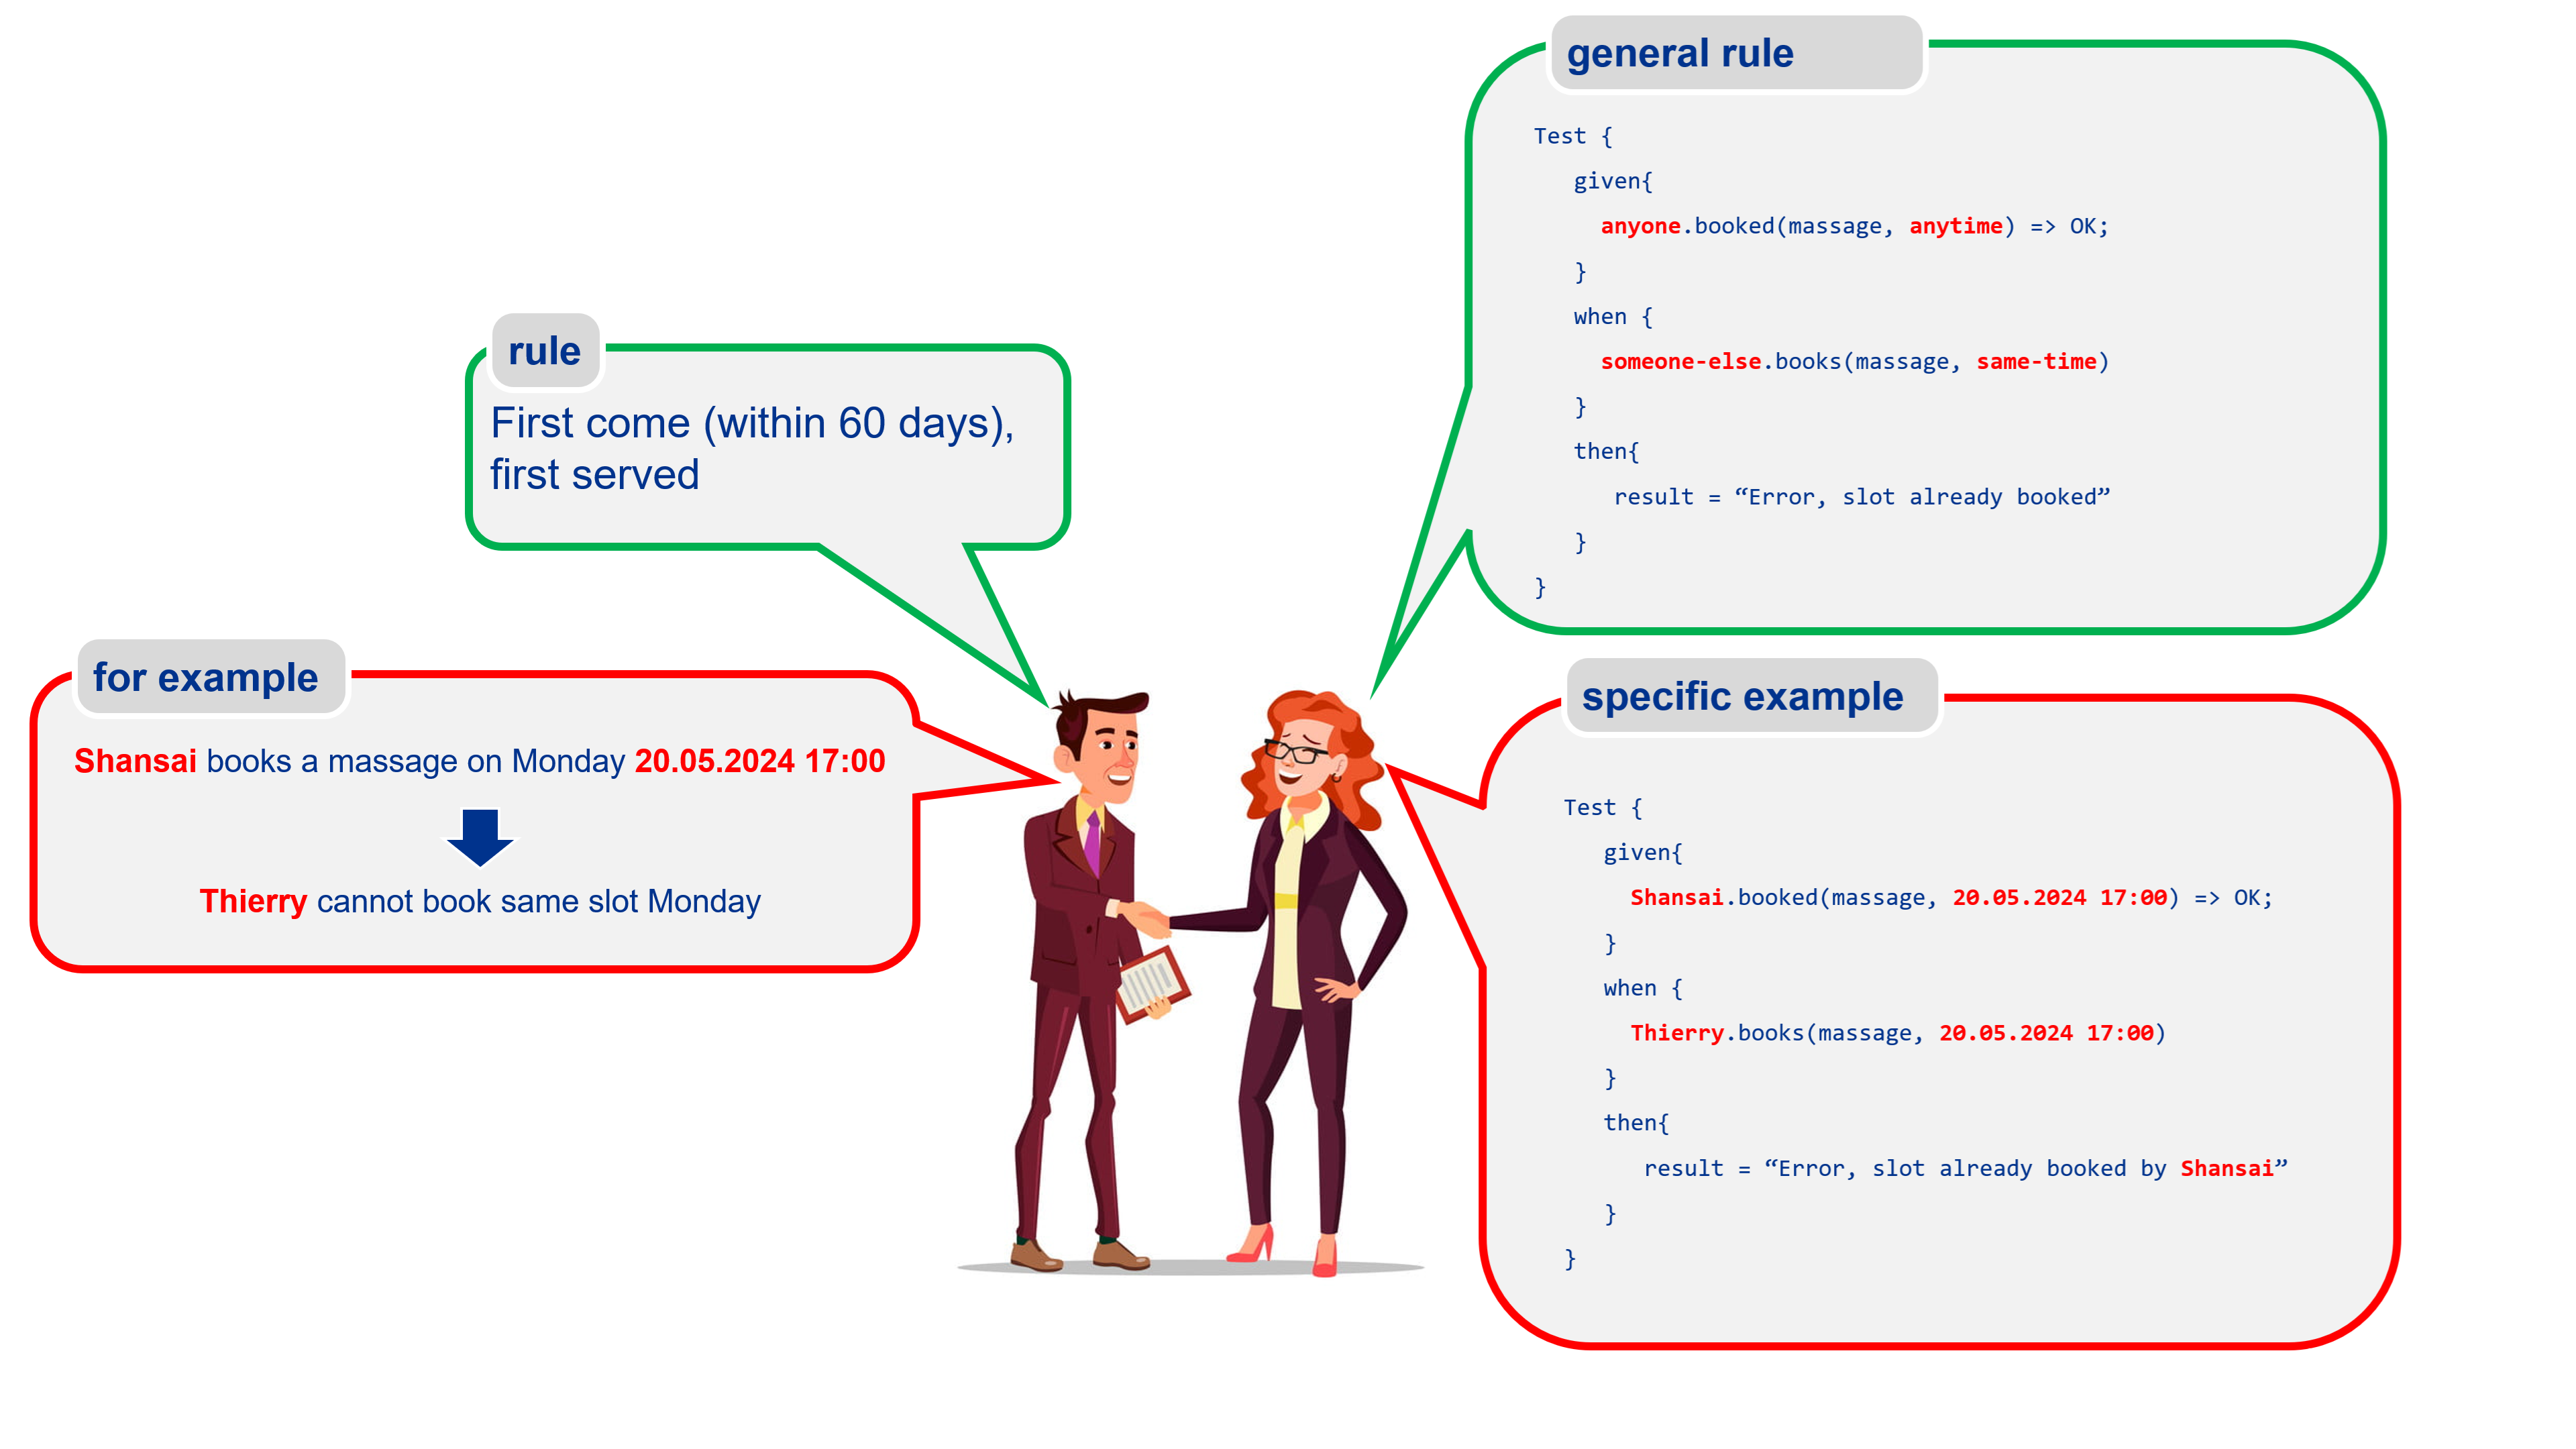 rule
First come (within 60 days),
first served
for example
Shansai books a massage on Monday 20.05.2024 17:00
Thierry cannot book same slot Monday
general rule
Test {
given{
anyone.booked(massage, anytime) => OK;
}
when {
someone-else.books(massage, same-time)
}
then{
result = “Error, slot already booked”
}
}
specific example
Test {
given{
Shansai.booked(massage, 20.05.2024 17:00) => OK;
}
when {
Thierry.books(massage, 20.05.2024 17:00)
}
then{
result = “Error, slot already booked by Shansai”
}
}